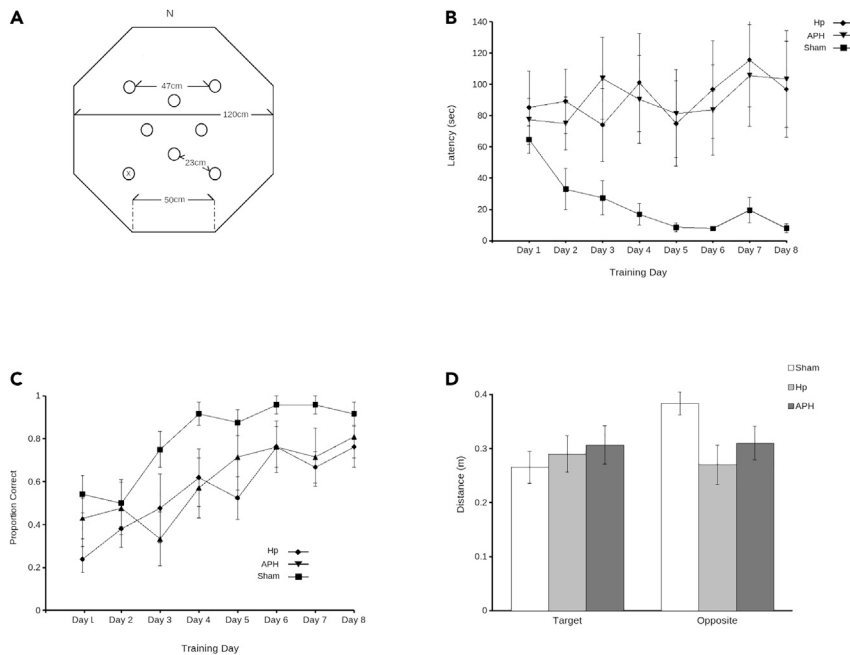 A
N
47cm
120cm
23cm
X
50cm
B
Hp
APH
Sham
140
120
100
80
60
40
20
0
Latency (sec)
Day 1 Day 2 Day 3 Day 4 Day 5 Day 6 Day 7 Day 8
Training Day
C
1
0.8
0.6
0.4
0.2
0
Proportion Correct
Hp
APH
Sham
Day 1 Day 2 Day 3 Day 4 Day 5 Day 6 Day 7 Day 8
Training Day
D
Sham
Hp
APH
0.4
0.3
0.2
0.1
0
Distance (m)
Target Opposite